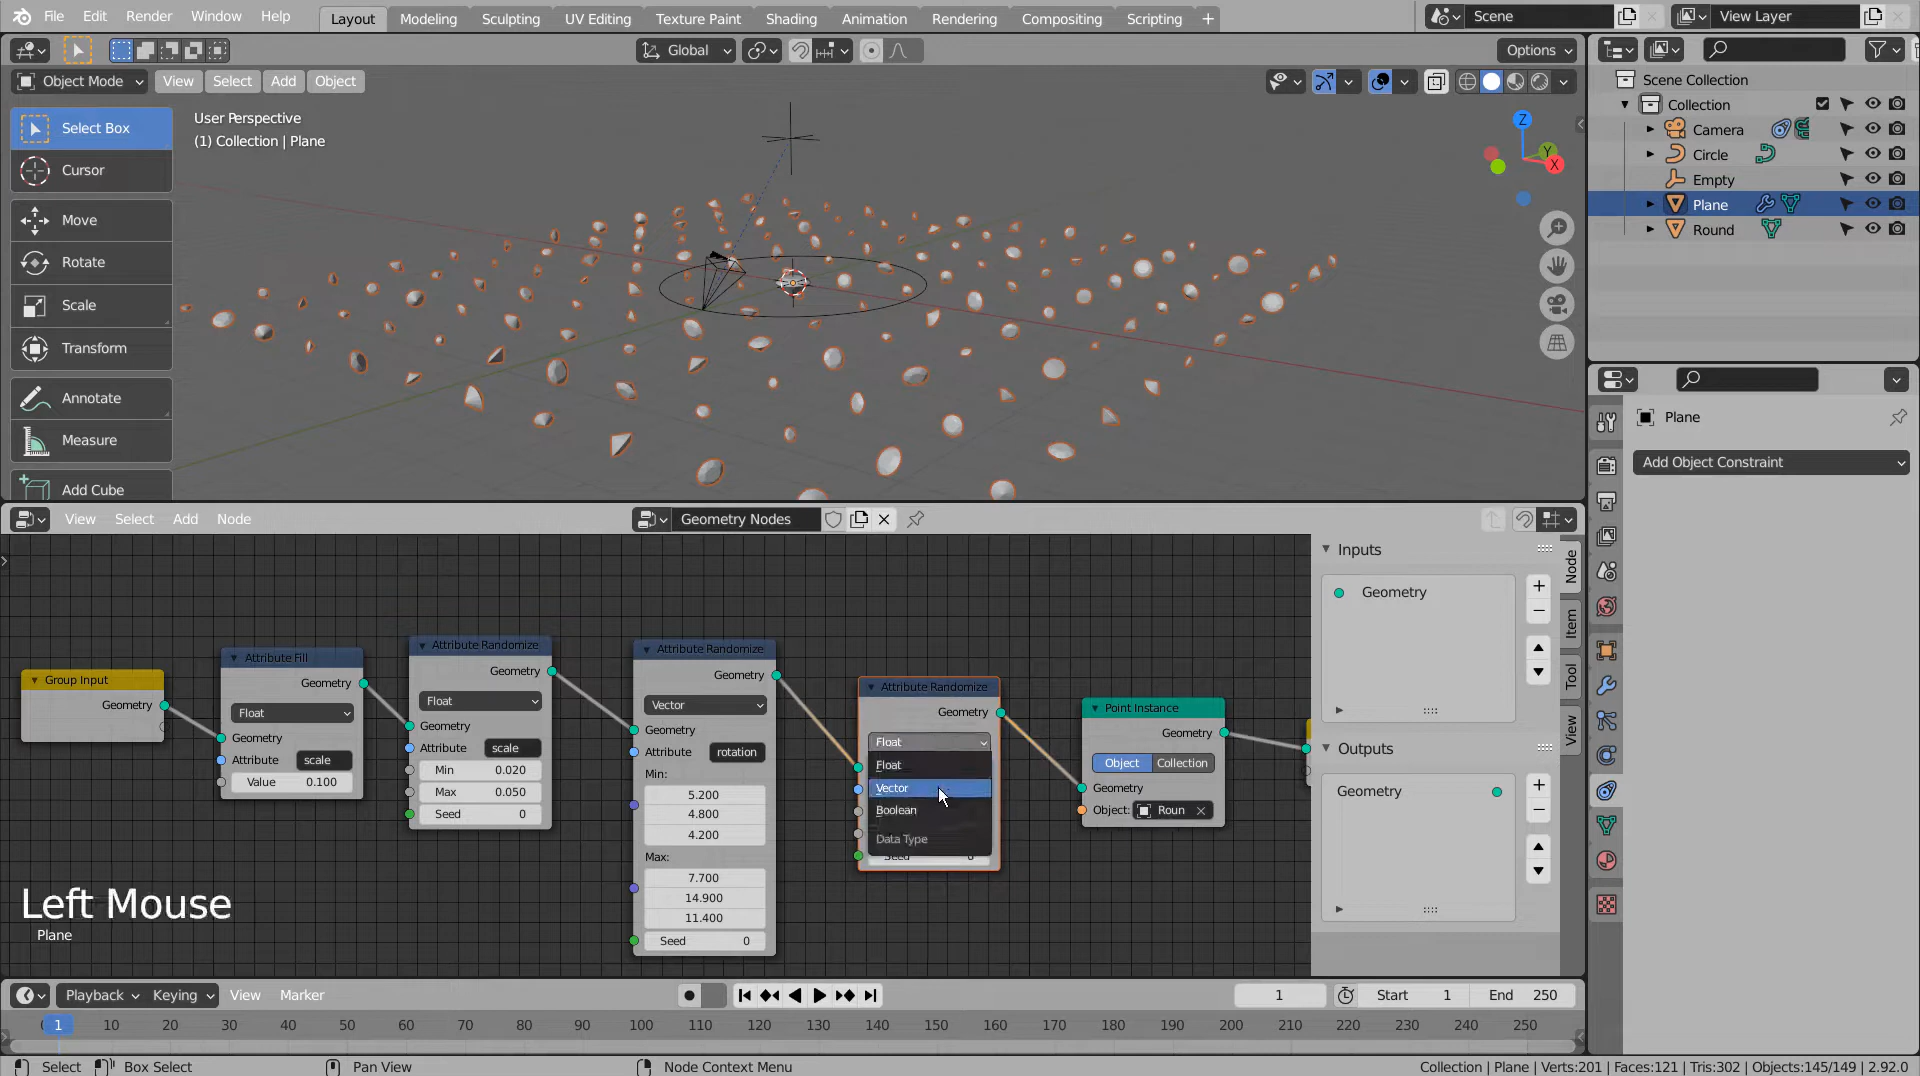 File Edit Render Window Help Layout Modeling Sculpting UV Editing Texture Paint Shading Animation Rendering Compositing Scripting + Scene View Layer
Global Options
Object Mode View Select Add Object
Select Box
Cursor
Move
Rotate
Scale
Transform
Annotate
Measure
Add Cube
User Perspective
(1) Collection | Plane
Z
Y
X
Scene Collection
Collection
Camera
Circle
Empty
Plane
Round
Plane
Add Object Constraint
View Select Add Node Geometry Nodes
Group Input
Geometry
Attribute Fill
Geometry
Float
Geometry
Attribute scale
Value 0.100
Attribute Randomize
Geometry
Float
Geometry
Attribute scale
Min 0.020
Max 0.050
Seed 0
Attribute Randomize
Geometry
Vector
Geometry
Attribute rotation
Min:
5.200
4.800
4.200
Max:
7.700
14.900
11.400
Seed 0
Attribute Randomize
Geometry
Float
Float
Vector
Boolean
Data Type
Seed 0
Point Instance
Geometry
Object Collection
Geometry
Object: Roun
Inputs
Geometry
Outputs
Geometry
Node
Item
Tool
View
Left Mouse
Plane
Playback Keying View Marker 1 Start 1 End 250
1 10 20 30 40 50 60 70 80 90 100 110 120 130 140 150 160 170 180 190 200 210 220 230 240 250
Select Box Select Pan View Node Context Menu Collection | Plane | Verts:201 | Faces:121 | Tris:302 | Objects:145/149 | 2.92.0